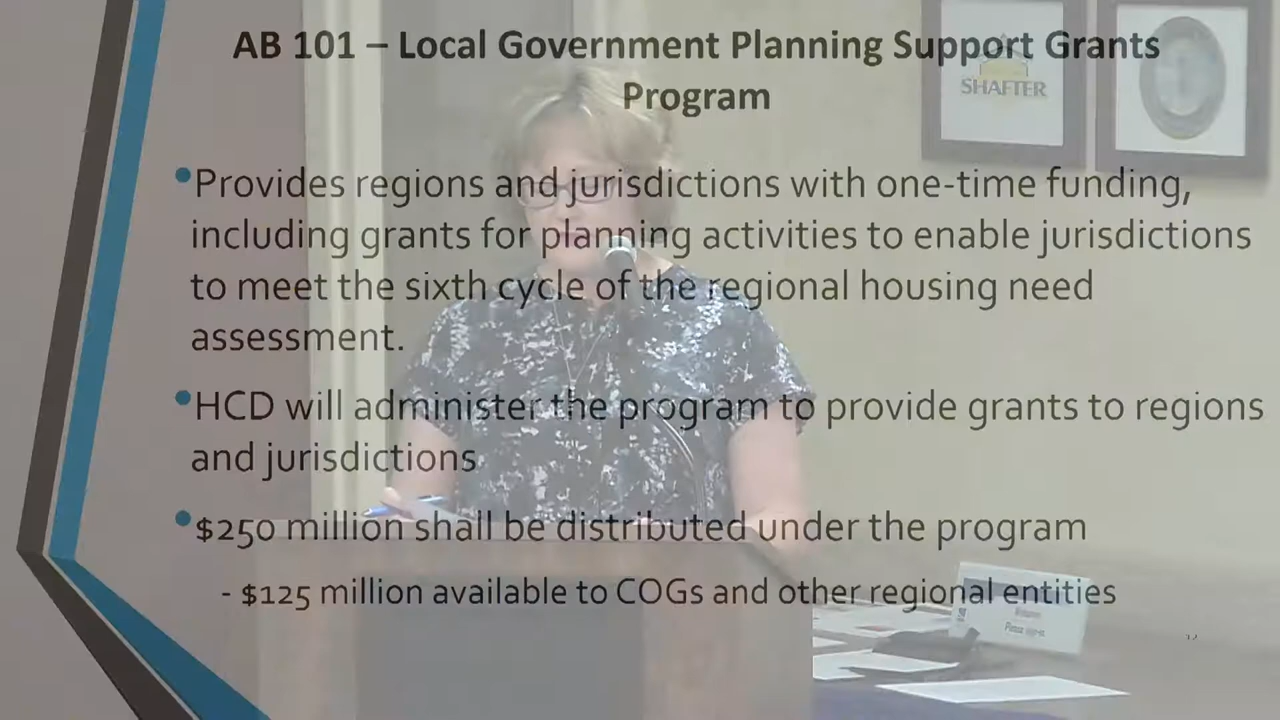 AB 101 – Local Government Planning Support Grants
Program
SHAFTER
•Provides regions and jurisdictions with one-time funding,
including grants for planning activities to enable jurisdictions
to meet the sixth cycle of the regional housing need
assessment.
•HCD will administer the program to provide grants to regions
and jurisdictions
•$250 million shall be distributed under the program
- $125 million available to COGs and other regional entities